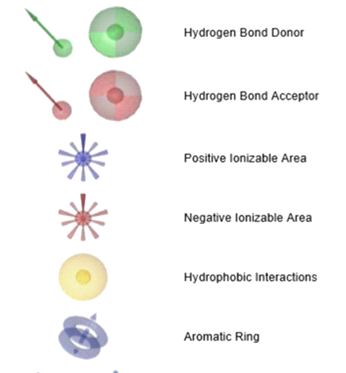 Hydrogen Bond Donor
Hydrogen Bond Acceptor
Positive Ionizable Area
Negative Ionizable Area
Hydrophobic Interactions
Aromatic Ring